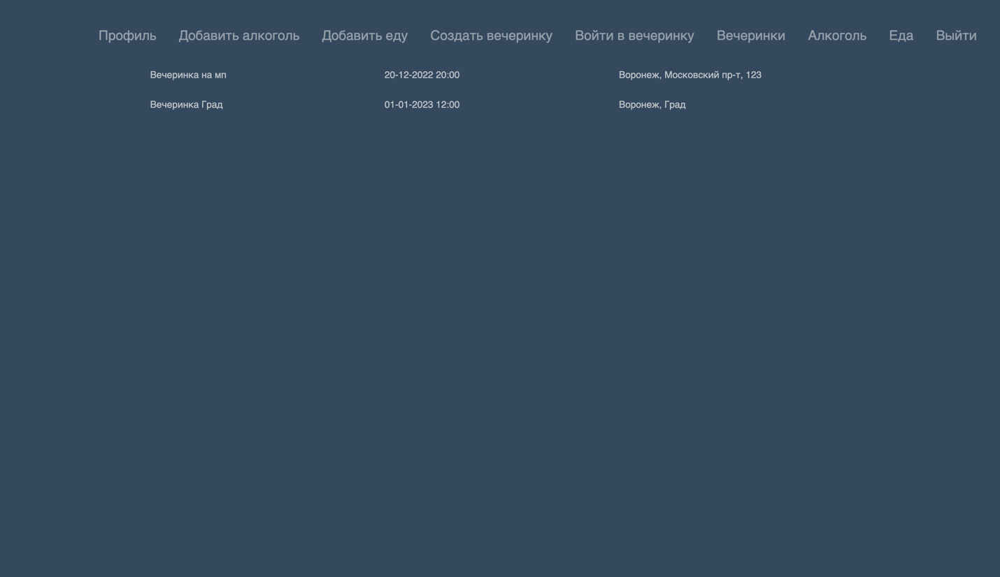 Профиль Добавить алкоголь Добавить еду Создать вечеринку Войти в вечеринку Вечеринки Алкоголь Еда Выйти
Вечеринка на мп 20-12-2022 20:00 Воронеж, Московский пр-т, 123
Вечеринка Град 01-01-2023 12:00 Воронеж, Град